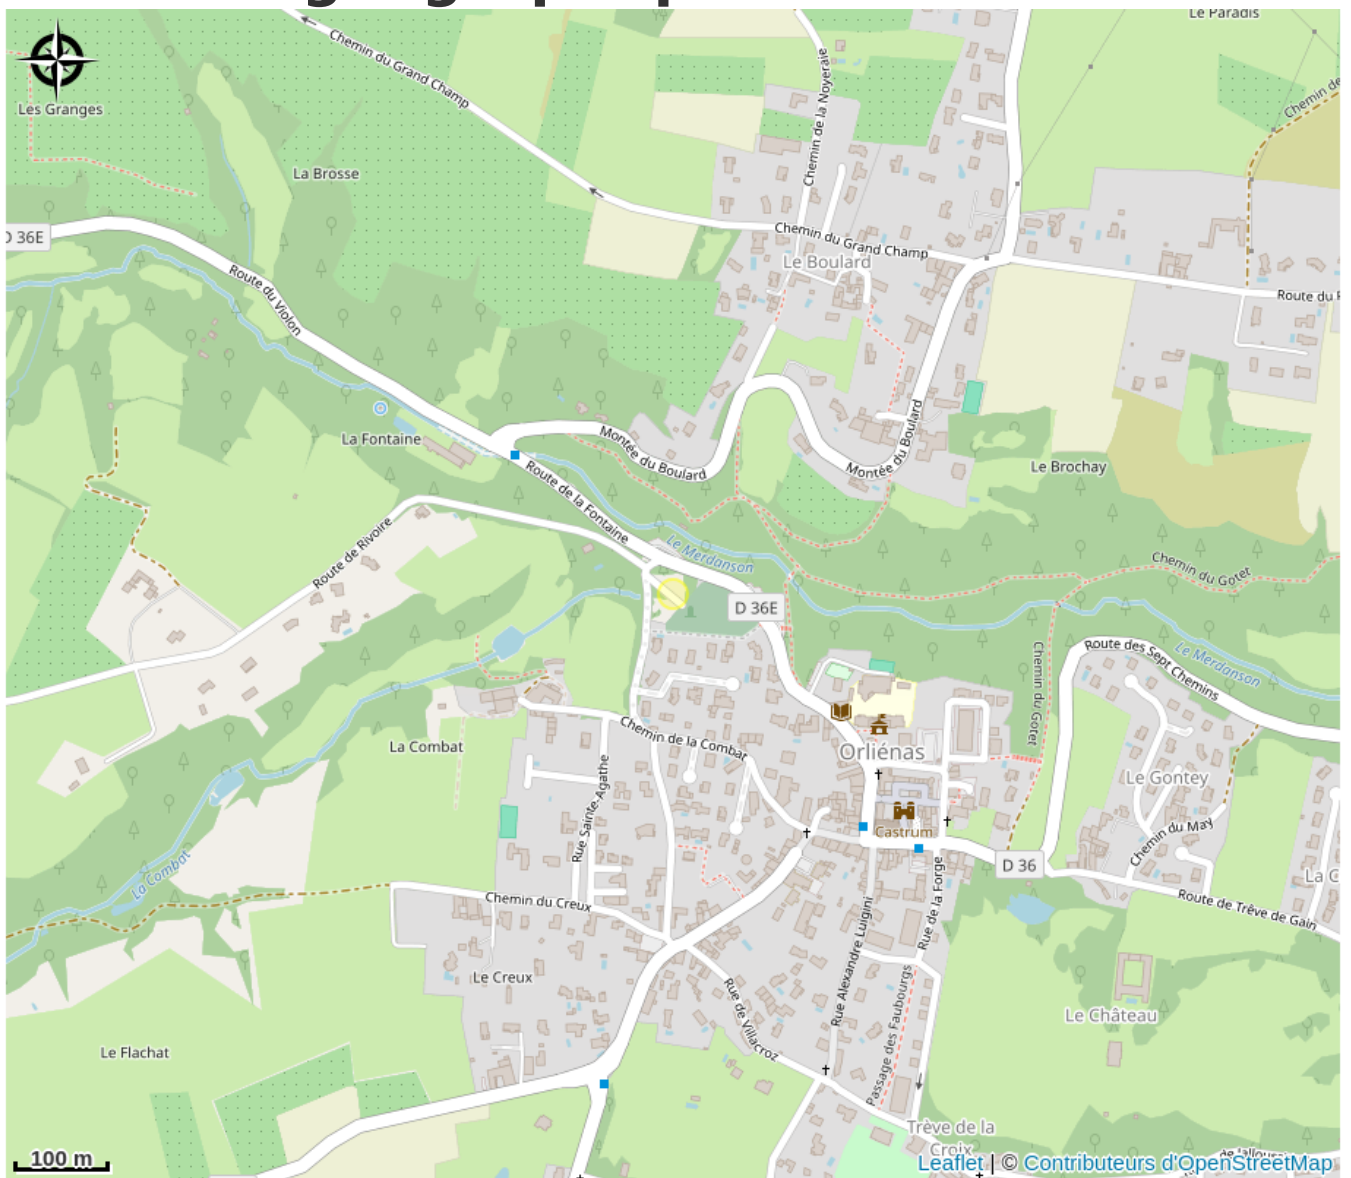 Le Paradis
Chemin du Grand Champ
Chemin de la Noyeraie
Chemin de
Les Granges
La Brosse
D 36E
Chemin du Grand Champ
Le Boulard
Route du Violon
Route du
La Fontaine
Montée du Boulard
Montée du Boulard
Le Brochay
Route de la Fontaine
Route de Rivoire
Le Merdanson
Chemin du Gotet
D 36E
Chemin du Gotet
Route des Sept Chemins
Le Merdanson
La Combat
Chemin de la Combat
Orliénas
Le Gontey
Rue Sainte-Agathe
Castrum
Chemin du May
La Combat
D 36
La C
Chemin du Creux
Route de Trêve de Gain
Rue de la Forge
Rue Alexandre Luigini
Le Creux
Rue de Villacroz
Passage des Faubourgs
Le Château
Le Flachat
Trêve de la
Croix
100 m
Leaflet | © Contributeurs d'OpenStreetMap